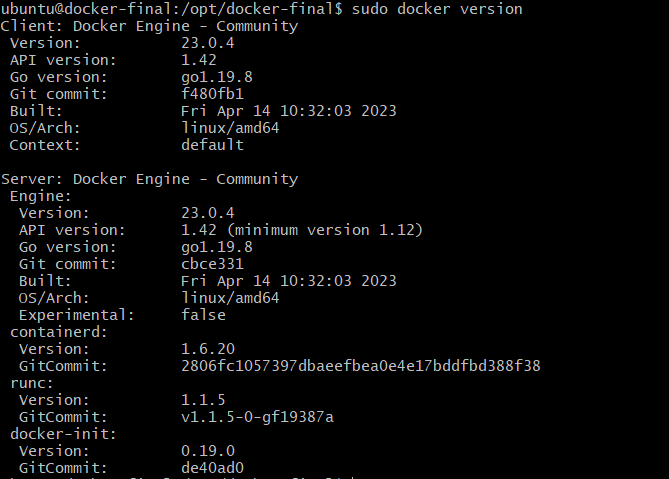 ubuntu@docker-final:/opt/docker-final$ sudo docker version
Client: Docker Engine - Community
 Version:           23.0.4
 API version:       1.42
 Go version:        go1.19.8
 Git commit:        f480fb1
 Built:             Fri Apr 14 10:32:03 2023
 OS/Arch:           linux/amd64
 Context:           default

Server: Docker Engine - Community
 Engine:
  Version:          23.0.4
  API version:      1.42 (minimum version 1.12)
  Go version:       go1.19.8
  Git commit:       cbce331
  Built:            Fri Apr 14 10:32:03 2023
  OS/Arch:          linux/amd64
  Experimental:     false
 containerd:
  Version:          1.6.20
  GitCommit:        2806fc1057397dbaeefbea0e4e17bddfbd388f38
 runc:
  Version:          1.1.5
  GitCommit:        v1.1.5-0-gf19387a
 docker-init:
  Version:          0.19.0
  GitCommit:        de40ad0